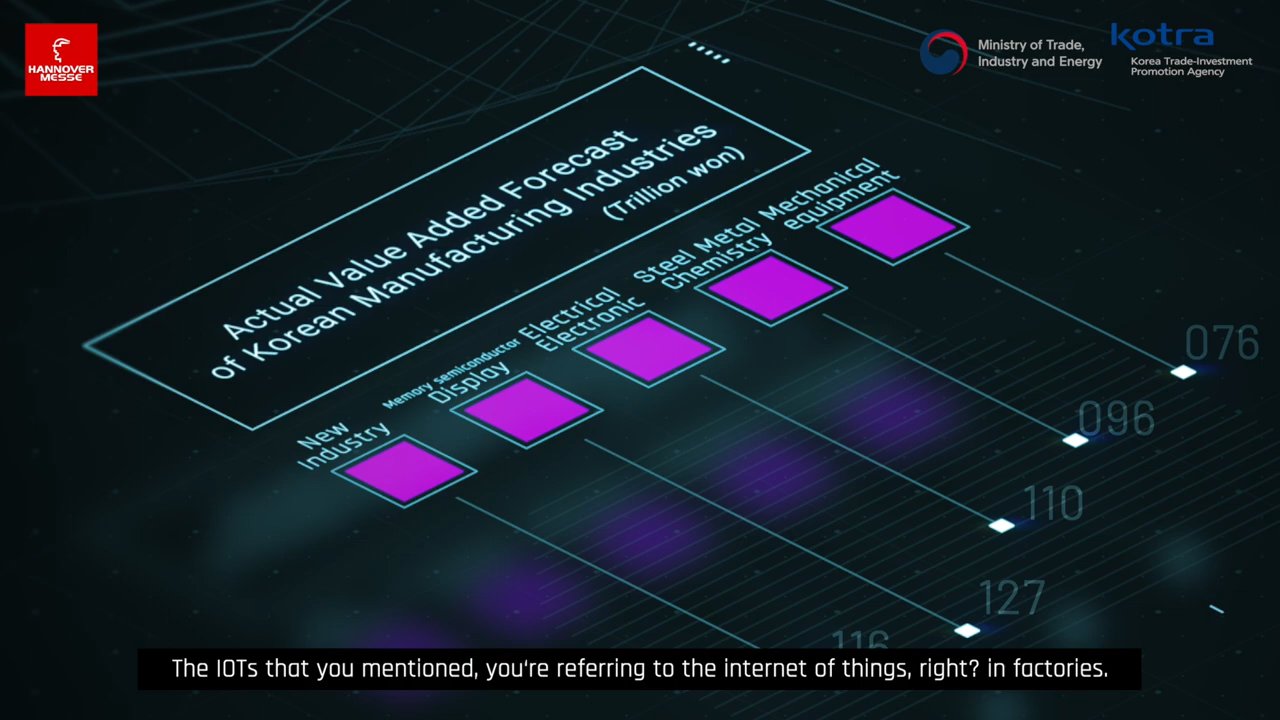 HANNOVER
MESSE
Ministry of Trade,
Industry and Energy
kotra
Korea Trade-Investment
Promotion Agency
Actual Value Added Forecast
of Korean Manufacturing Industries
(Trillion won)
Mechanical
equipment
Steel Metal
Chemistry
Electrical
Electronic
Memory semiconductor
Display
New
Industry
076
096
110
127
116
The IOTs that you mentioned, you're referring to the internet of things, right? in factories.